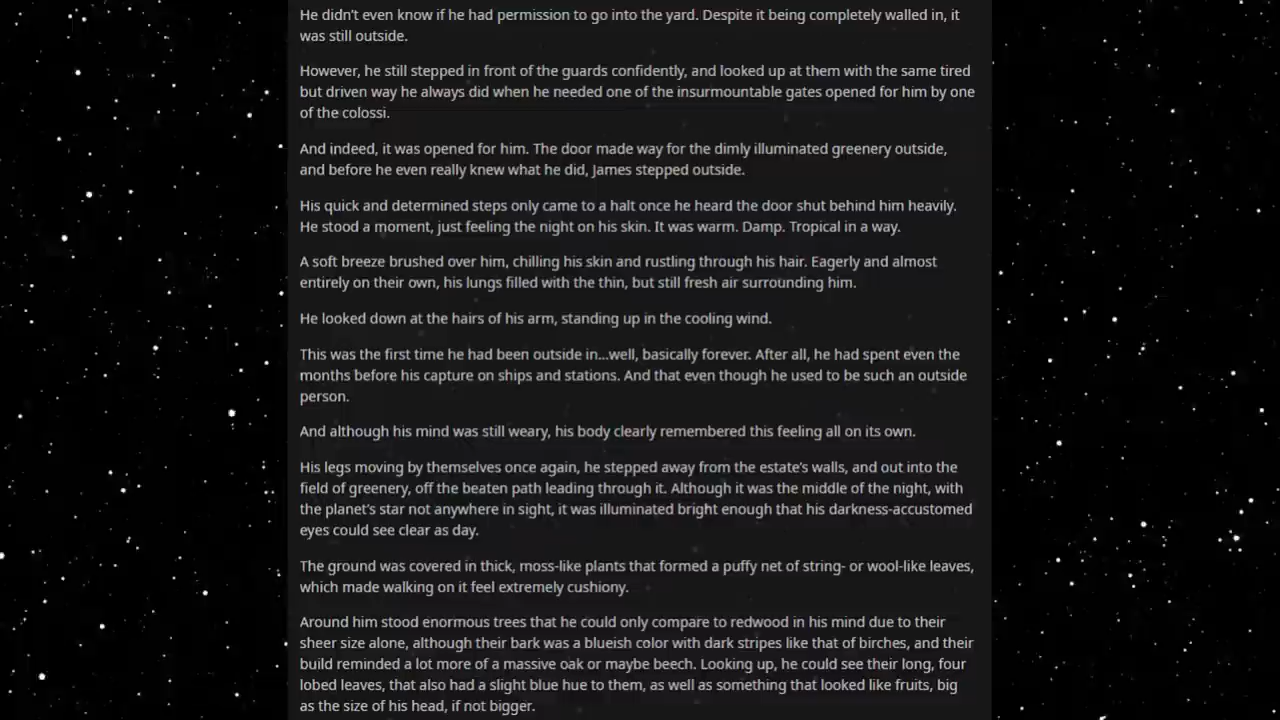 He didn't even know if he had permission to go into the yard. Despite it being completely walled in, it
was still outside.
However, he still stepped in front of the guards confidently, and looked up at them with the same tired
but driven way he always did when he needed one of the insurmountable gates opened for him by one
of the colossi.
And indeed, it was opened for him. The door made way for the dimly illuminated greenery outside,
and before he even really knew what he did, James stepped outside.
His quick and determined steps only came to a halt once he heard the door shut behind him heavily.
He stood a moment, just feeling the night on his skin. It was warm. Damp. Tropical in a way.
A soft breeze brushed over him, chilling his skin and rustling through his hair. Eagerly and almost
entirely on their own, his lungs filled with the thin, but still fresh air surrounding him.
He looked down at the hairs of his arm, standing up in the cooling wind.
This was the first time he had been outside in...well, basically forever. After all, he had spent even the
months before his capture on ships and stations. And that even though he used to be such an outside
person.
And although his mind was still weary, his body clearly remembered this feeling all on its own.
His legs moving by themselves once again, he stepped away from the estate's walls, and out into the
field of greenery, off the beaten path leading through it. Although it was the middle of the night, with
the planet's star not anywhere in sight, it was illuminated bright enough that his darkness-accustomed
eyes could see clear as day.
The ground was covered in thick, moss-like plants that formed a puffy net of string- or wool-like leaves,
which made walking on it feel extremely cushiony.
Around him stood enormous trees that he could only compare to redwood in his mind due to their
sheer size alone, although their bark was a blueish color with dark stripes like that of birches, and their
build reminded a lot more of a massive oak or maybe beech. Looking up, he could see their long, four
lobed leaves, that also had a slight blue hue to them, as well as something that looked like fruits, big
as the size of his head, if not bigger.